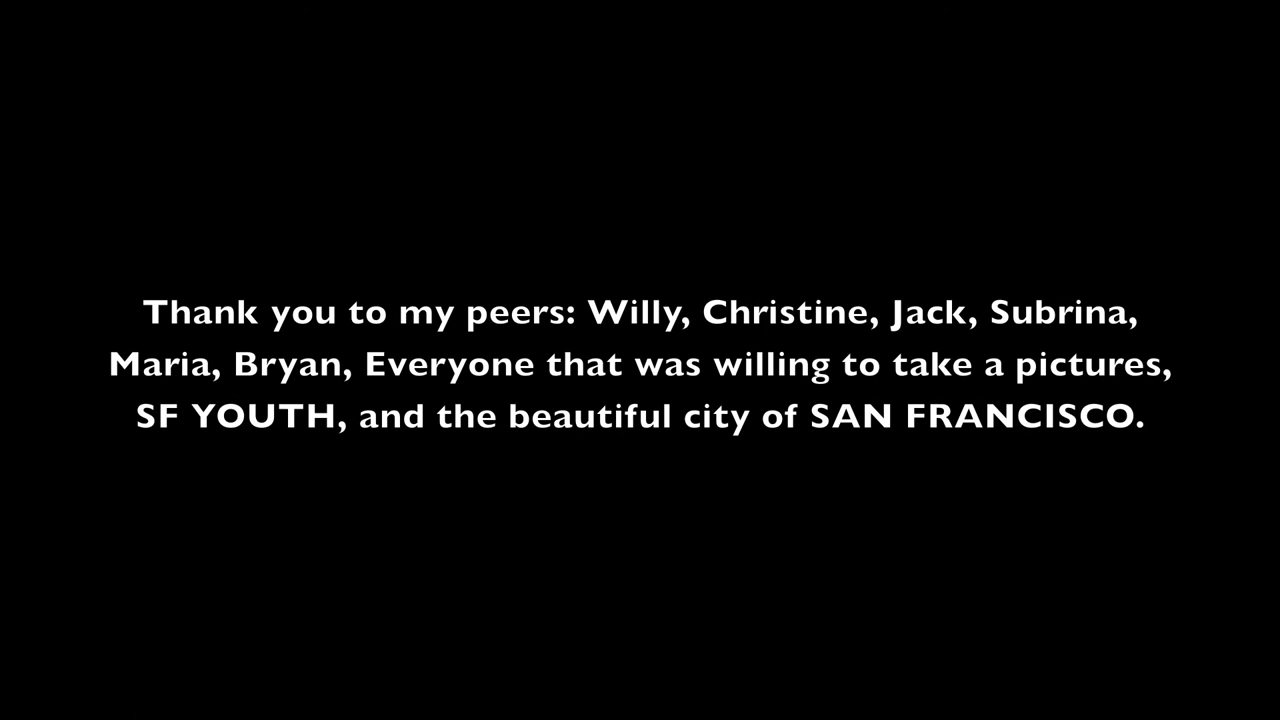 Thank you to my peers: Willy, Christine, Jack, Subrina,
Maria, Bryan, Everyone that was willing to take a pictures,
SF YOUTH, and the beautiful city of SAN FRANCISCO.